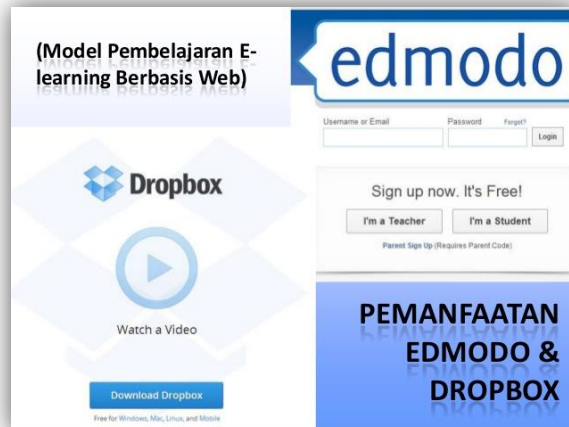 (Model Pembelajaran E-
learning Berbasis Web)
Dropbox
Watch a Video
Download Dropbox
Free for Windows, Mac, Linux, and Mobile
edmodo
Username or Email
Password
Forget?
Login
Sign up now. It's Free!
I'm a Teacher
I'm a Student
Parent Sign Up (Requires Parent Code)
PEMANFAATAN
EDMODO &
DROPBOX